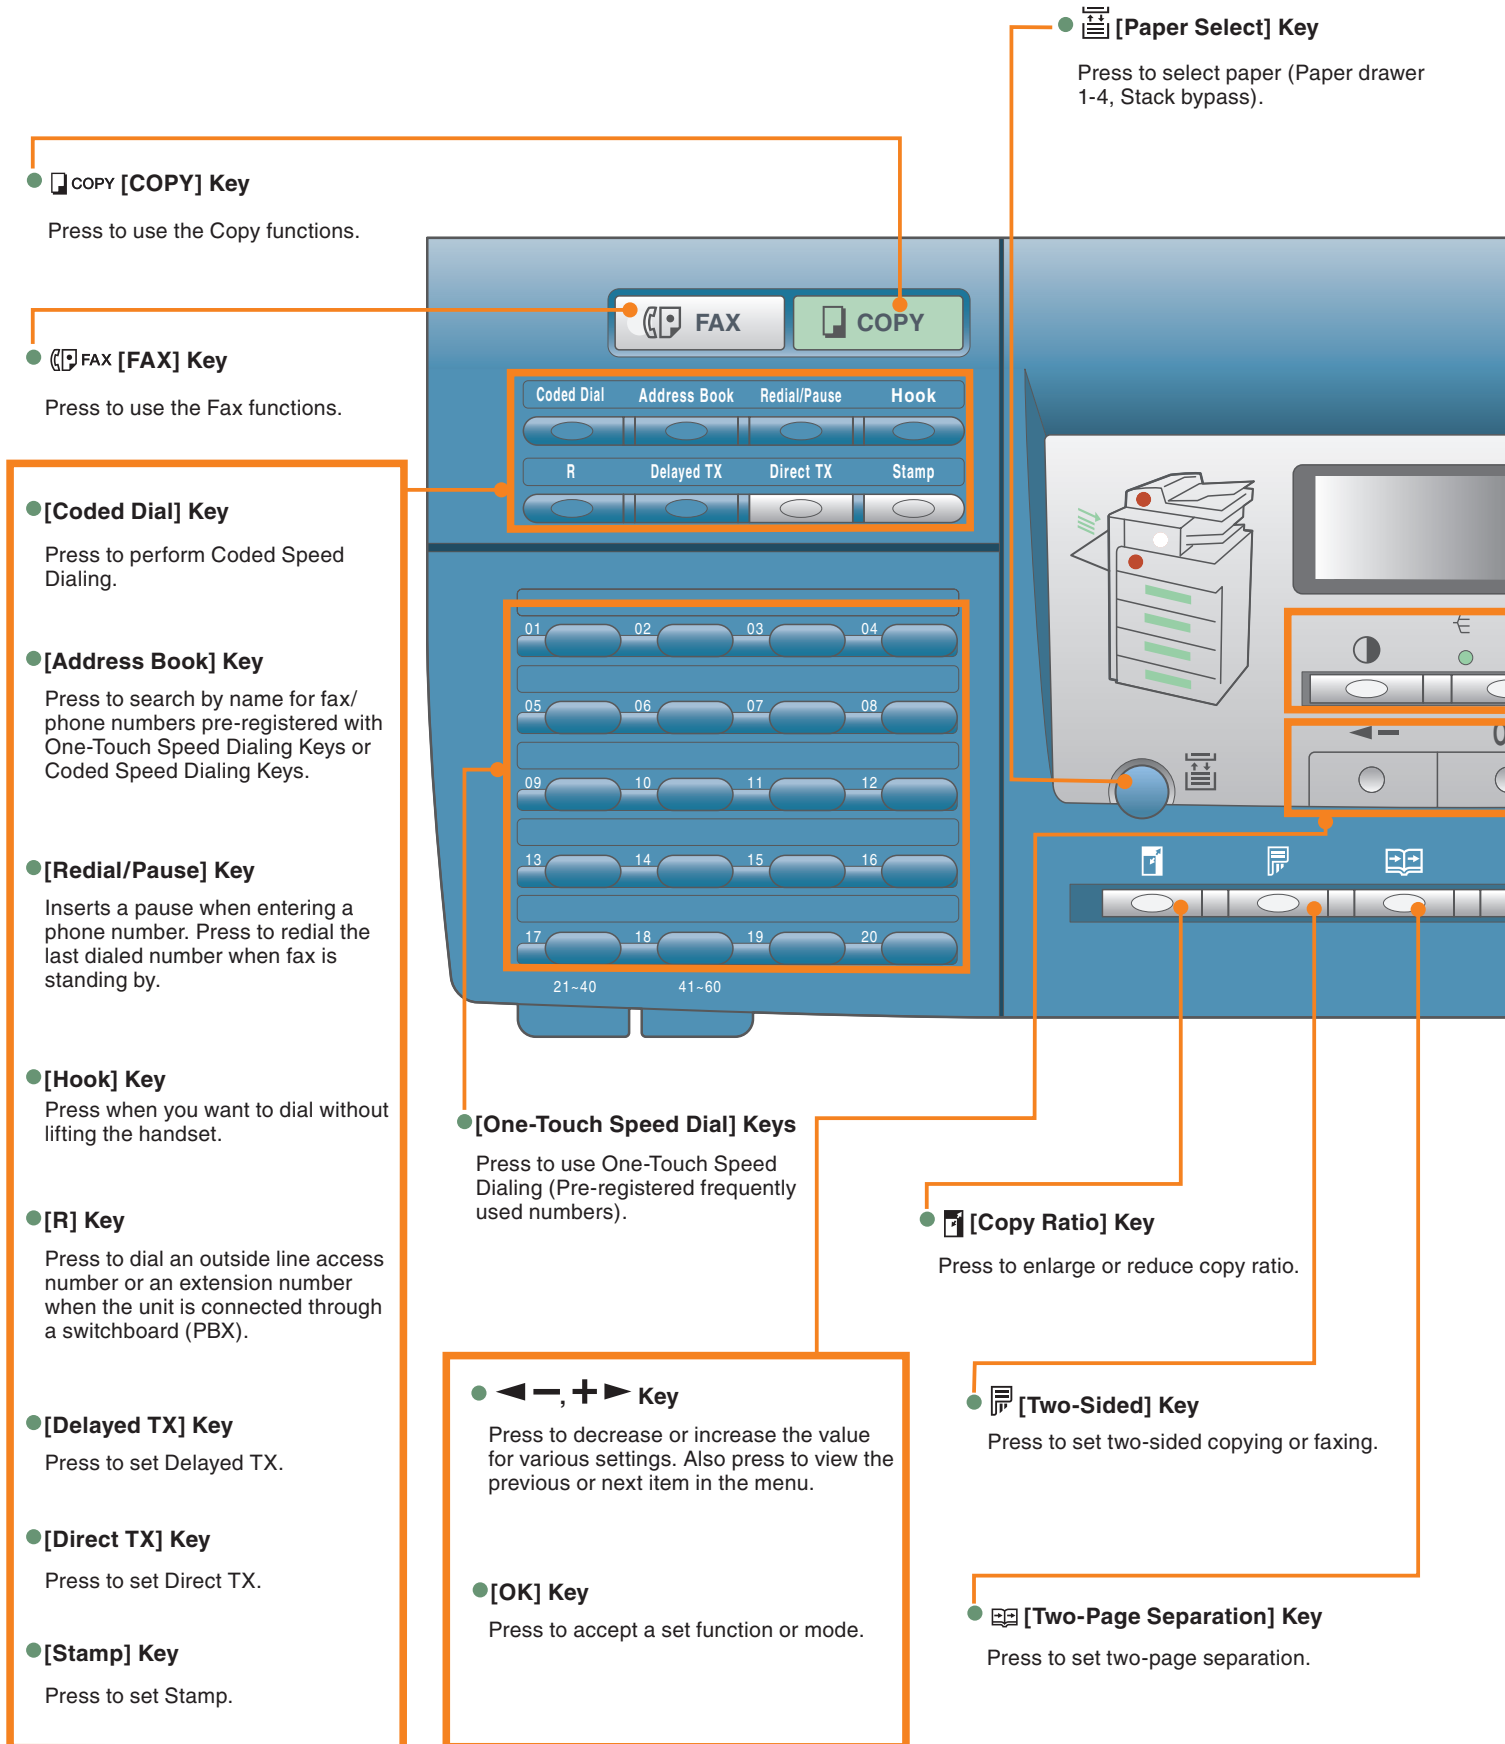 [Paper Select] Key
Press to select paper (Paper drawer
1-4, Stack bypass).
COPY [COPY] Key
Press to use the Copy functions.
FAX [FAX] Key
Press to use the Fax functions.
FAX
COPY
Coded Dial
Address Book
Redial/Pause
Hook
R
Delayed TX
Direct TX
Stamp
01
02
03
04
05
06
07
08
09
10
11
12
13
14
15
16
17
18
19
20
21~40
41~60
[Coded Dial] Key
Press to perform Coded Speed
Dialing.
[Address Book] Key
Press to search by name for fax/
phone numbers pre-registered with
One-Touch Speed Dialing Keys or
Coded Speed Dialing Keys.
[Redial/Pause] Key
Inserts a pause when entering a
phone number. Press to redial the
last dialed number when fax is
standing by.
[Hook] Key
Press when you want to dial without
lifting the handset.
[R] Key
Press to dial an outside line access
number or an extension number
when the unit is connected through
a switchboard (PBX).
[Delayed TX] Key
Press to set Delayed TX.
[Direct TX] Key
Press to set Direct TX.
[Stamp] Key
Press to set Stamp.
[One-Touch Speed Dial] Keys
Press to use One-Touch Speed
Dialing (Pre-registered frequently
used numbers).
◄ −, + ► Key
Press to decrease or increase the value
for various settings. Also press to view the
previous or next item in the menu.
[OK] Key
Press to accept a set function or mode.
[Copy Ratio] Key
Press to enlarge or reduce copy ratio.
[Two-Sided] Key
Press to set two-sided copying or faxing.
[Two-Page Separation] Key
Press to set two-page separation.